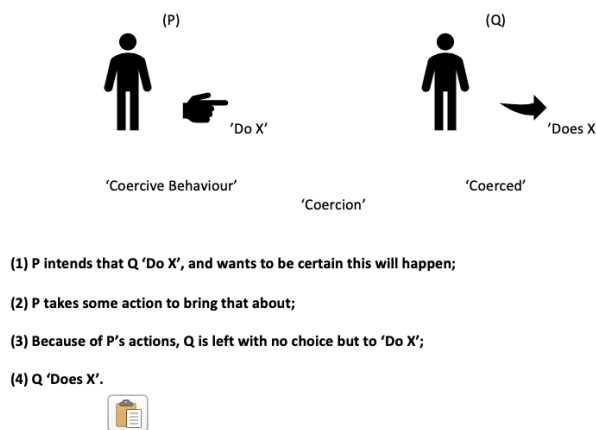 (P) (Q)
’Do X’ ’Does X
‘Coercive Behaviour’ ‘Coerced’
‘Coercion’
(1) P intends that Q ‘Do X’, and wants to be certain this will happen;
(2) P takes some action to bring that about;
(3) Because of P’s actions, Q is left with no choice but to ‘Do X’;
(4) Q ‘Does X’.